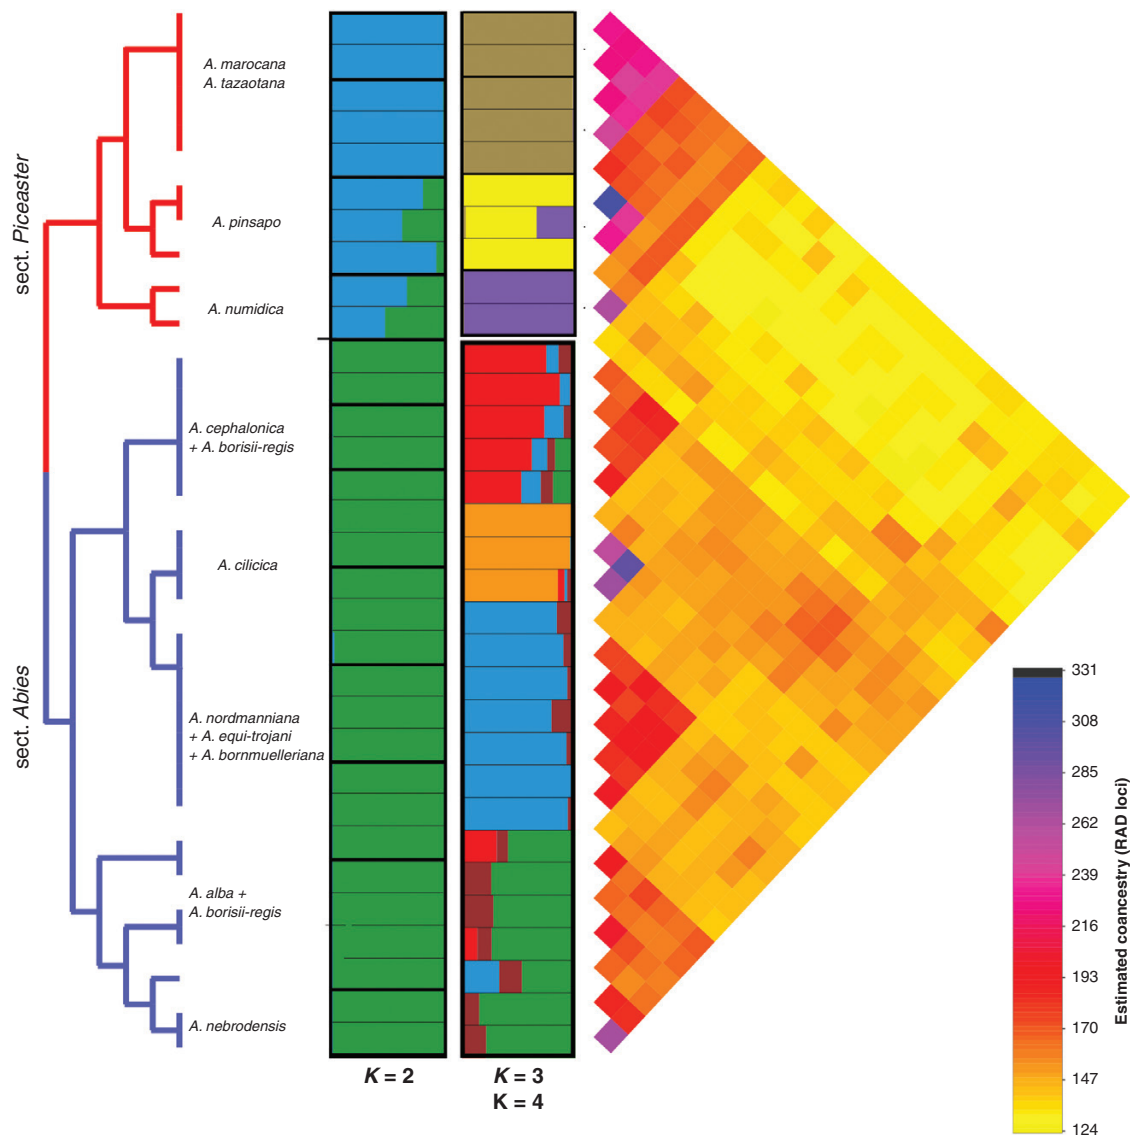 sect. Piceaster
A. marocana
A. tazaotana
A. pinsapo
A. numidica
sect. Abies
A. cephalonica
+ A. borisii-regis
A. cilicica
A. nordmanniana
+ A. equi-trojani
+ A. bornmuelleriana
A. alba +
A. borisii-regis
A. nebrodensis
K = 2
K = 3
K = 4
331
308
285
262
239
216
193
170
147
124
Estimated coancestry (RAD loci)